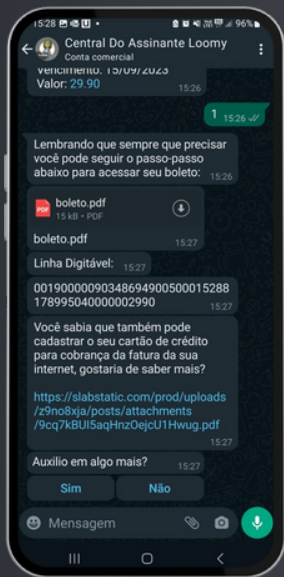 15:28
96%
Central Do Assinante Loomy
Conta comercial
Vencimento: 15/09/2023
Valor: 29.90
15:26
1 15:26
Lembrando que sempre que precisar
você pode seguir o passo-passo
abaixo para acessar seu boleto: 15:26
PDF
boleto.pdf
15 kB • PDF
boleto.pdf
15:27
Linha Digitável: 15:27
00190000090348694900500015288
178995040000002990
15:27
Você sabia que também pode
cadastrar o seu cartão de crédito
para cobrança da fatura da sua
internet, gostaria de saber mais?
https://slabstatic.com/prod/uploads
/z9no8xja/posts/attachments
/9cq7kBUI5aqHnzOejcU1Hwug.pdf
15:27
Auxilio em algo mais? 15:27
Sim Não
Mensagem